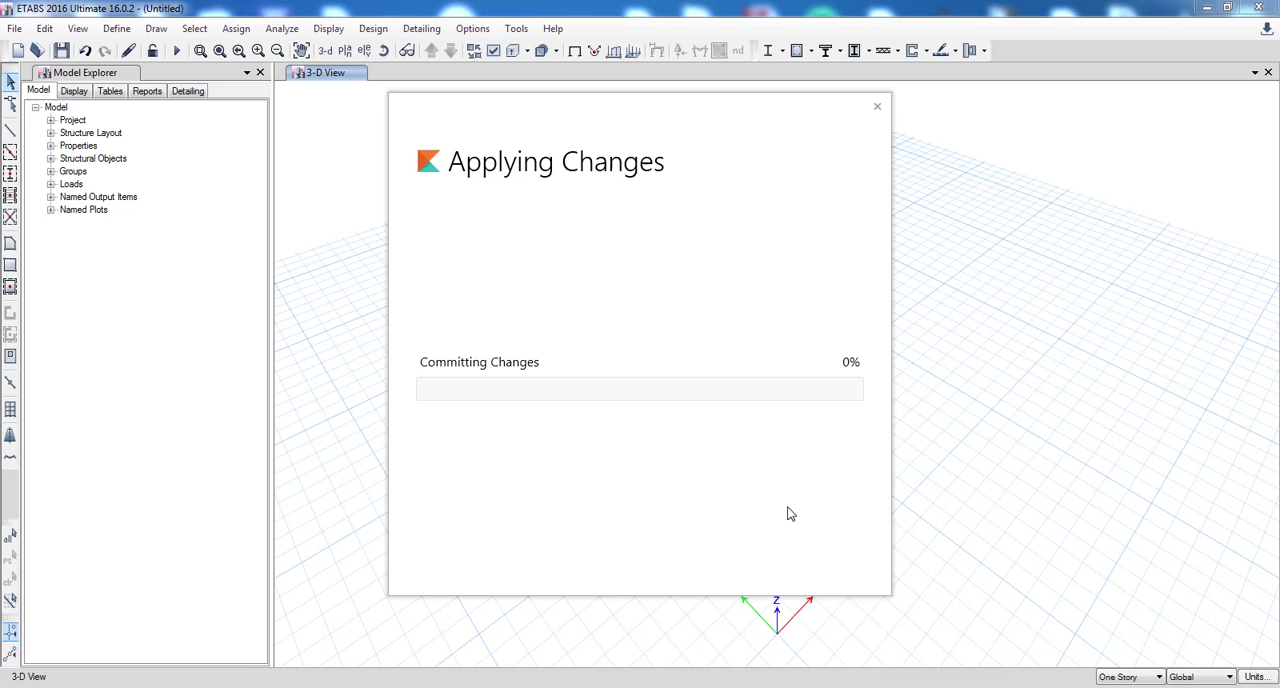 ETABS 2016 Ultimate 16.0.2 - (Untitled)
File Edit View Define Draw Select Assign Analyze Display Design Detailing Options Tools Help
3-d
nd
Model Explorer
3-D View
Model Display Tables Reports Detailing
Model
Project
Structure Layout
Properties
Structural Objects
Groups
Loads
Named Output Items
Named Plots
Applying Changes
Committing Changes 0%
Z
3-D View
One Story Global Units...